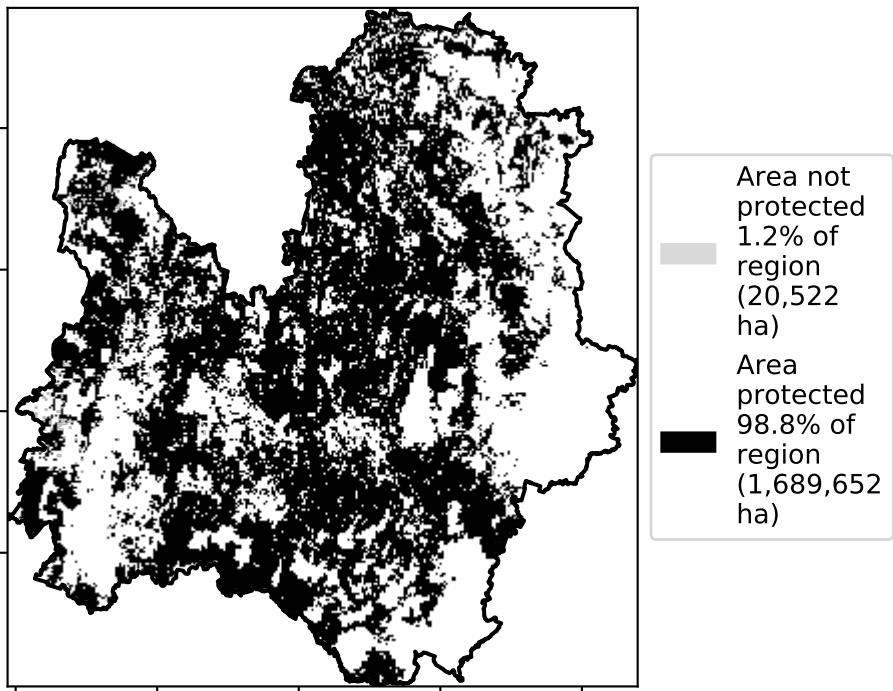 Area not
protected
1.2% of
region
(20,522
ha)
Area
protected
98.8% of
region
(1,689,652
ha)